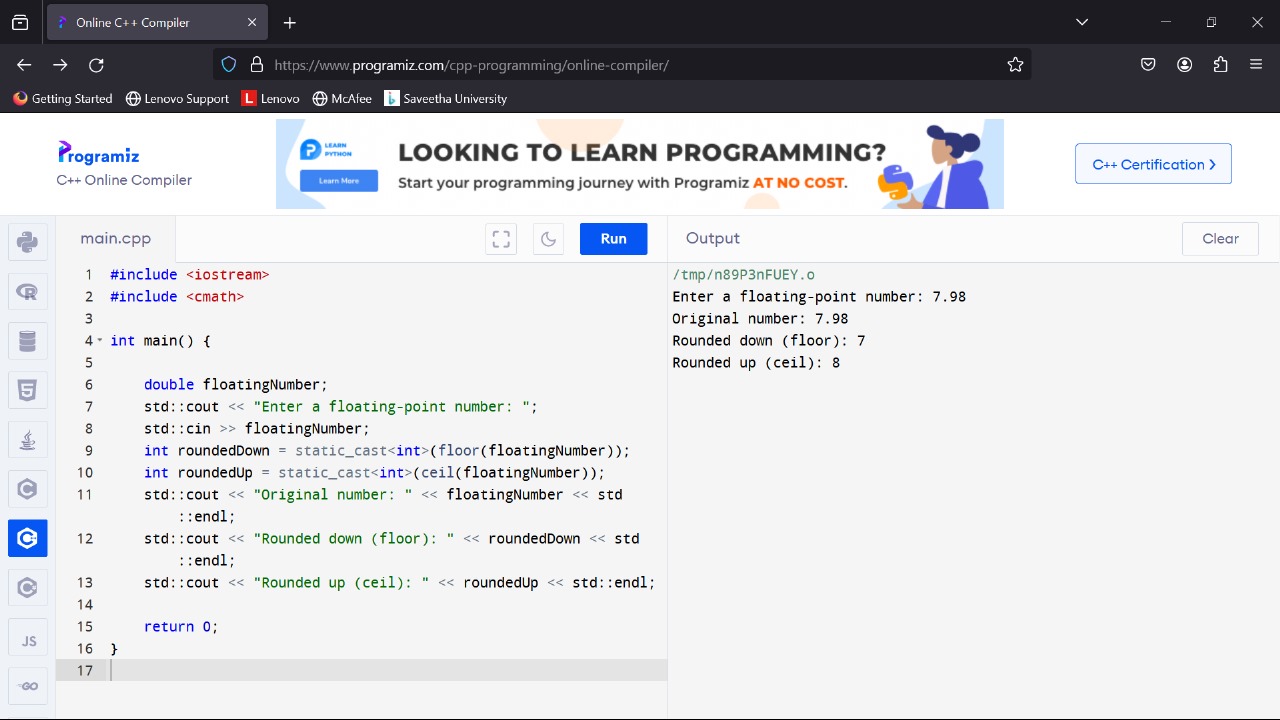 Online C++ Compiler
https://www.programiz.com/cpp-programming/online-compiler/
Getting Started Lenovo Support L Lenovo McAfee Saveetha University
Programiz
C++ Online Compiler
LEARN PYTHON
Learn More
LOOKING TO LEARN PROGRAMMING?
Start your programming journey with Programiz AT NO COST.
C++ Certification
main.cpp
Run
Output
Clear
1 #include <iostream>
2 #include <cmath>
3
4 int main() {
5
6 double floatingNumber;
7 std::cout << "Enter a floating-point number: ";
8 std::cin >> floatingNumber;
9 int roundedDown = static_cast<int>(floor(floatingNumber));
10 int roundedUp = static_cast<int>(ceil(floatingNumber));
11 std::cout << "Original number: " << floatingNumber << std
::endl;
12 std::cout << "Rounded down (floor): " << roundedDown << std
::endl;
13 std::cout << "Rounded up (ceil): " << roundedUp << std::endl;
14
15 return 0;
16 }
17
/tmp/n89P3nFUEY.o
Enter a floating-point number: 7.98
Original number: 7.98
Rounded down (floor): 7
Rounded up (ceil): 8
JS
GO